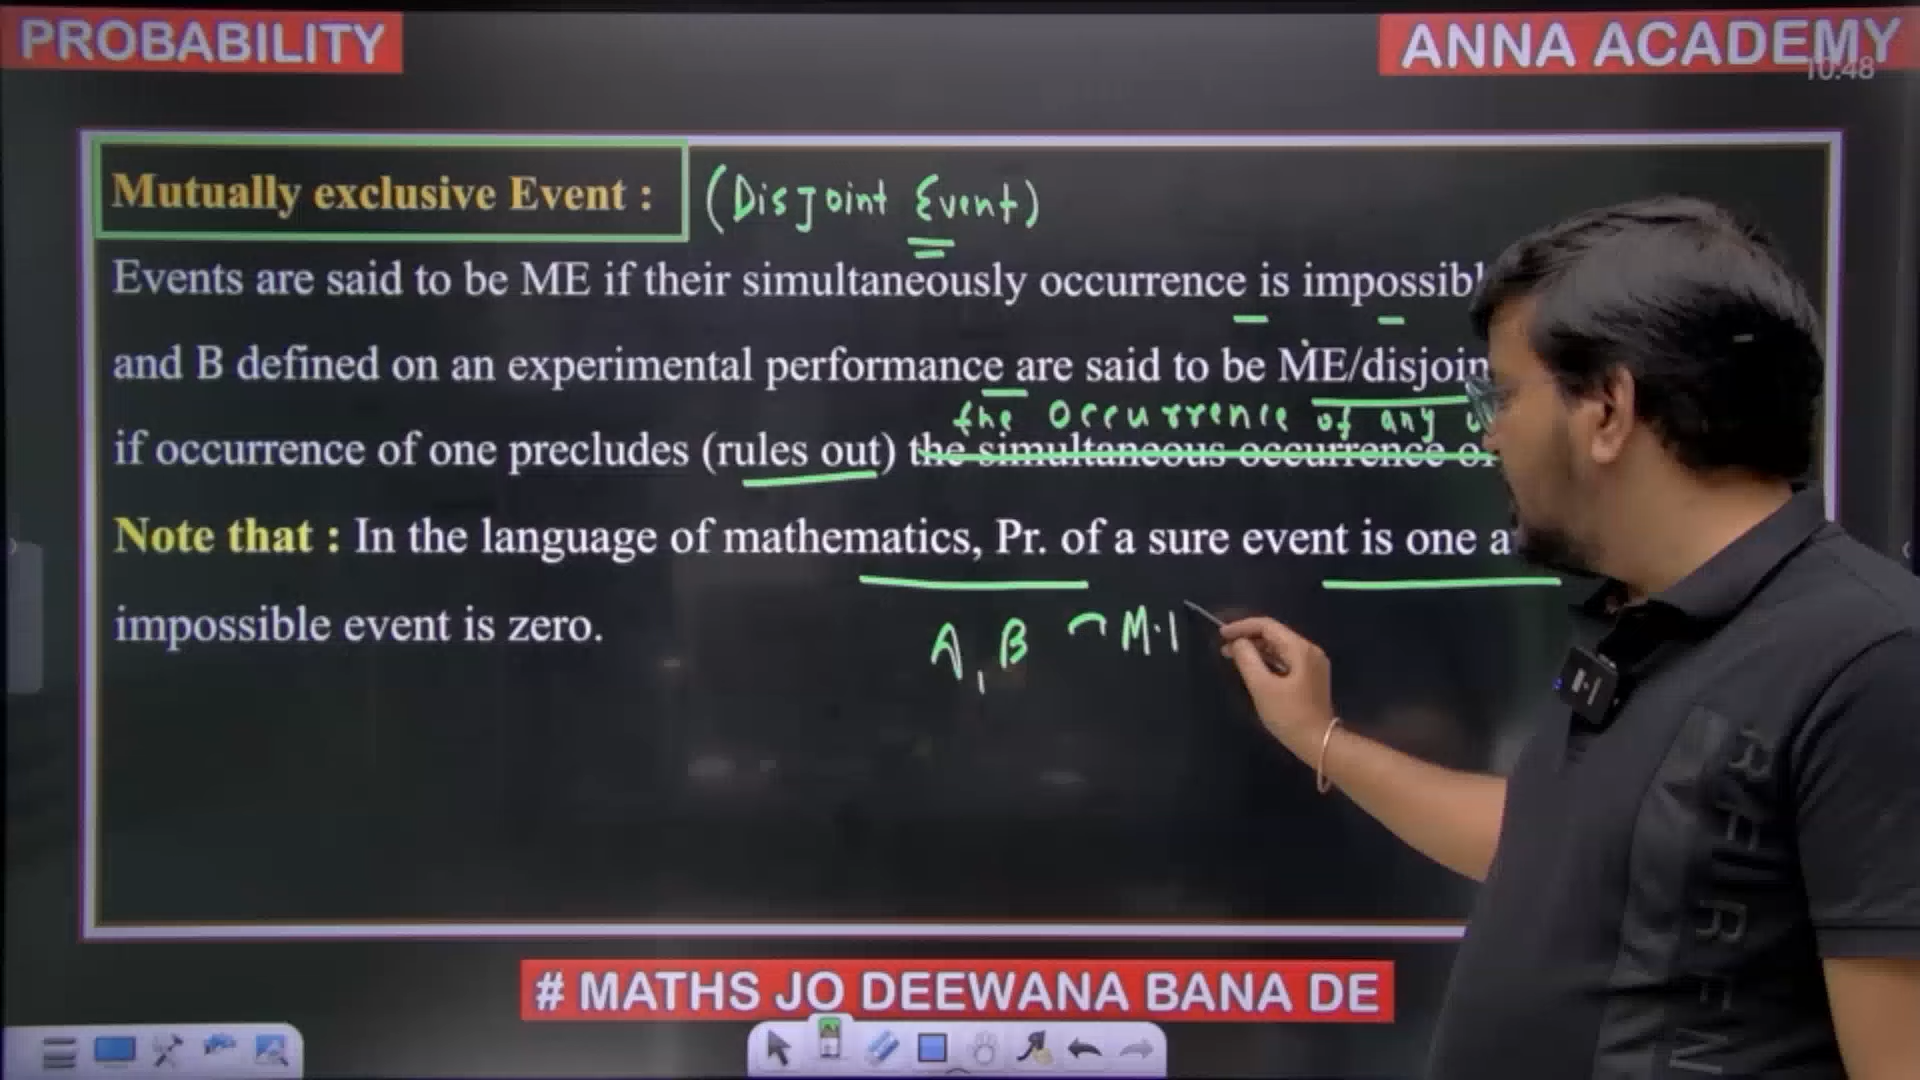 PROBABILITY
ANNA ACADEMY
10:48
Mutually exclusive Event : (Disjoint Event)
Events are said to be ME if their simultaneously occurrence is
and B defined on an experimental performance are said to be ME/
the occurrence of any
if occurrence of one precludes (rules out) the simultaneous occurrence
Note that : In the language of mathematics, Pr. of a sure event is one
impossible event is zero.
A, B M.
# MATHS JO DEEWANA BANA DE